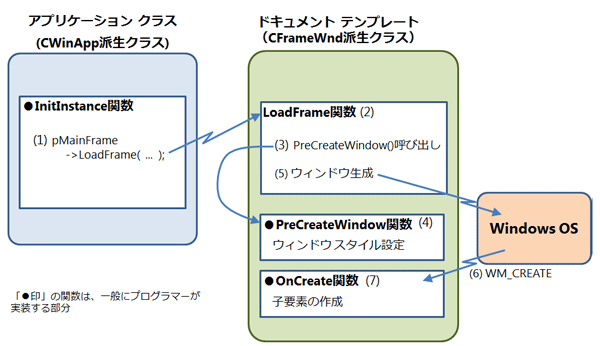 アプリケーション クラス
(CWinApp派生クラス)
●InitInstance関数
(1) pMainFrame
->LoadFrame( ... );
「●印」の関数は、一般にプログラマーが
実装する部分
ドキュメント テンプレート
（CFrameWnd派生クラス）
LoadFrame関数 (2)
(3) PreCreateWindow()呼び出し
(5) ウィンドウ生成
●PreCreateWindow関数 (4)
ウィンドウスタイル設定
●OnCreate関数 (7)
子要素の作成
Windows OS
(6) WM_CREATE